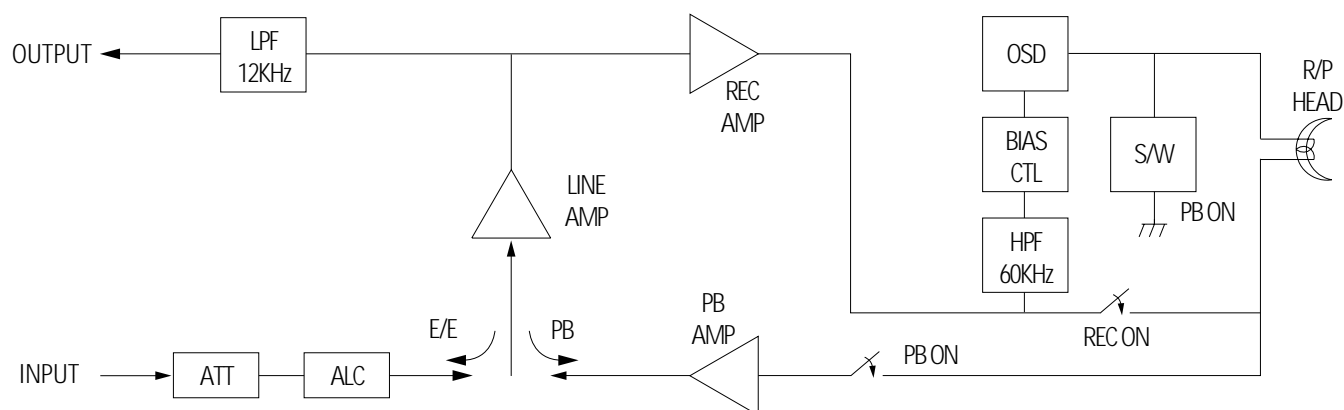 OUTPUT
LPF
12KHz
REC
AMP
OSD
R/P
HEAD
BIAS
CTL
S/W
LINE
AMP
PB ON
HPF
60KHz
E/E
PB
PB
AMP
REC ON
PB ON
INPUT
ATT
ALC